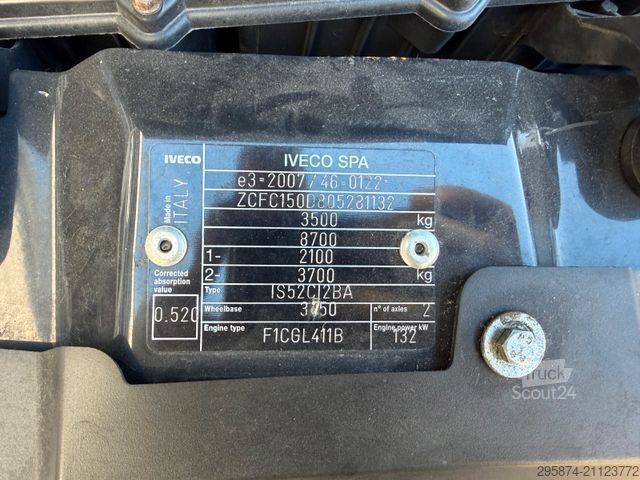 IVECO IVECO SPA
e3*2007/46*0122*
ZCFC150D805281132
3500 kg
8700
1- 2100
2- 3700 kg
Made in ITALY
Corrected absorption value
0.520
Type IS52CI2BA
Wheelbase 3750 n° of axles 2
Engine type F1CGL411B Engine power kW 132
Truck
Scout24
295874-21123772